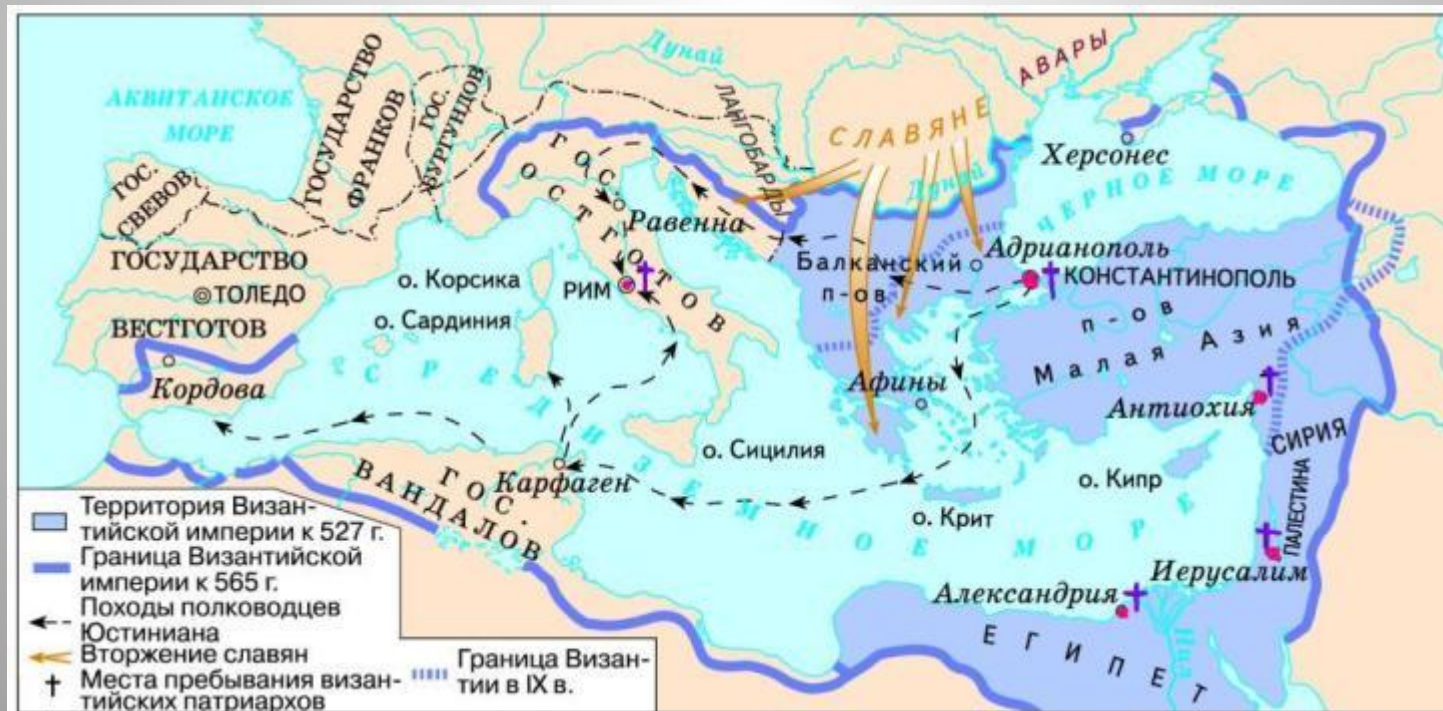 АКВИТАНСКОЕ
МОРЕ
ГОСУДАРСТВО
ФРАНКОВ
ГОС.
БУРГУНДОВ
Дунай
АВАРЫ
ГОС.
СВЕВОВ
ЛАНГОБАРДЫ
СЛАВЯНЕ
Дунай
Херсонес
ЧЕРНОЕ МОРЕ
ГОС.
ОСТГОТОВ
Равенна
ГОСУДАРСТВО
ТОЛЕДО
ВЕСТГОТОВ
Кордова
о. Корсика
о. Сардиния
РИМ
Балканский
п-ов
Адрианополь
КОНСТАНТИНОПОЛЬ
п-ов
Малая Азия
Афины
Антиохия
СИРИЯ
СРЕДИЗЕМНОЕ МОРЕ
о. Сицилия
Карфаген
ГОС.
ВАНДАЛОВ
о. Крит
о. Кипр
ПАЛЕСТИНА
Иерусалим
Александрия
ЕГИПЕТ
Нил
Территория Визан-
тийской империи к 527 г.
Граница Византийской
империи к 565 г.
Походы полководцев
Юстиниана
Вторжение славян
Места пребывания визан-
тийских патриархов
Граница Визан-
тии в IX в.